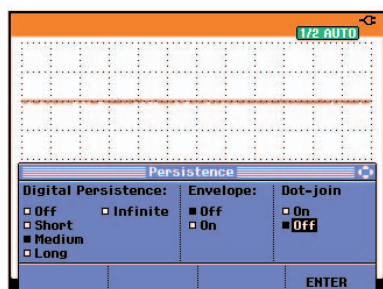 1/2 AUTO
Persistence
Digital Persistence: Envelope: Dot-join
Off Infinite Off On
Short On Off
Medium
Long
ENTER